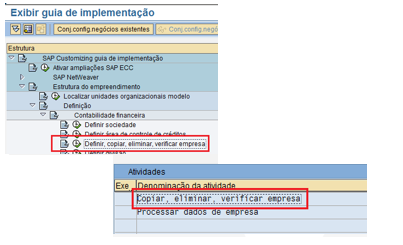 Exibir guia de implementação
Conj.config.negócios existentes
Conj.config.negó
Estrutura
SAP Customizing guia de implementação
Ativar ampliações SAP ECC
SAP NetWeaver
Estrutura do empreendimento
Localizar unidades organizacionais modelo
Definição
Contabilidade financeira
Definir sociedade
Definir área de controle de créditos
Definir, copiar, eliminar, verificar empresa
Atividades
Exe
Denominação da atividade
Copiar, eliminar, verificar empresa
Processar dados de empresa